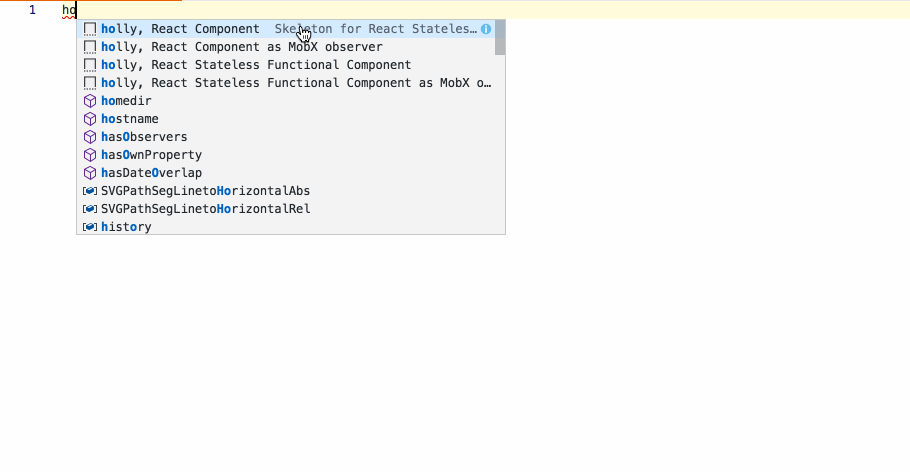 1 ho
holly, React Component Skeleton for React Stateles…
holly, React Component as MobX observer
holly, React Stateless Functional Component
holly, React Stateless Functional Component as MobX o…
homedir
hostname
hasObservers
hasOwnProperty
hasDateOverlap
SVGPathSegLinetoHorizontalAbs
SVGPathSegLinetoHorizontalRel
history